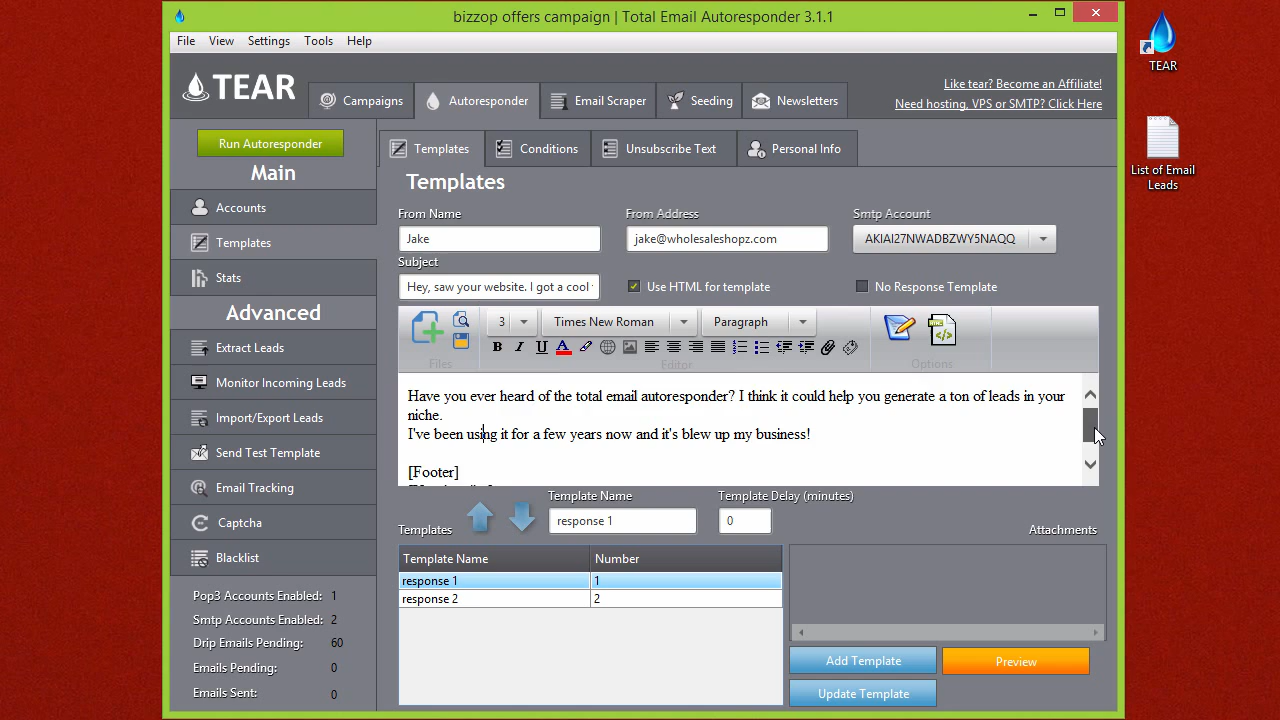 bizzop offers campaign | Total Email Autoresponder 3.1.1
File View Settings Tools Help
TEAR
Campaigns Autoresponder Email Scraper Seeding Newsletters
Like tear? Become an Affiliate!
Need hosting, VPS or SMTP? Click Here
TEAR
List of Email
Leads
Run Autoresponder
Main
Accounts
Templates
Stats
Advanced
Extract Leads
Monitor Incoming Leads
Import/Export Leads
Send Test Template
Email Tracking
Captcha
Blacklist
Pop3 Accounts Enabled: 1
Smtp Accounts Enabled: 2
Drip Emails Pending: 60
Emails Pending: 0
Emails Sent: 0
Templates Conditions Unsubscribe Text Personal Info
Templates
From Name From Address Smtp Account
Jake jake@wholesaleshopz.com AKIAI27NWADBZWY5NAQQ
Subject
Hey, saw your website. I got a cool Use HTML for template No Response Template
3 Times New Roman Paragraph
B I U A
Files Editor Options
Have you ever heard of the total email autoresponder? I think it could help you generate a ton of leads in your
niche.
I've been using it for a few years now and it's blew up my business!
[Footer]
Template Name Template Delay (minutes)
Templates response 1 0 Attachments
Template Name Number
response 1 1
response 2 2
Add Template Preview
Update Template